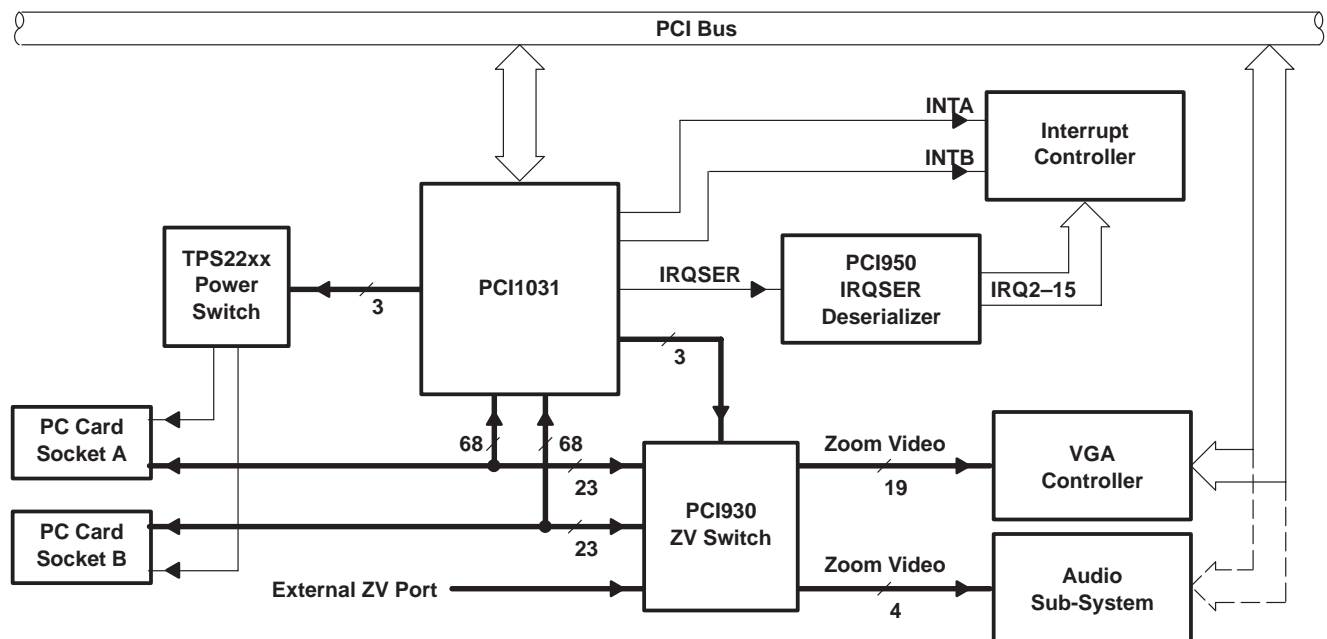 PCI Bus
INTA
INTB
Interrupt
Controller
TPS22xx
Power
Switch
3
PCI1031
IRQSER
PCI950
IRQSER
Deserializer
IRQ2–15
3
PC Card
Socket A
68
68
23
Zoom Video
19
VGA
Controller
PC Card
Socket B
23
PCI930
ZV Switch
External ZV Port
Zoom Video
4
Audio
Sub-System